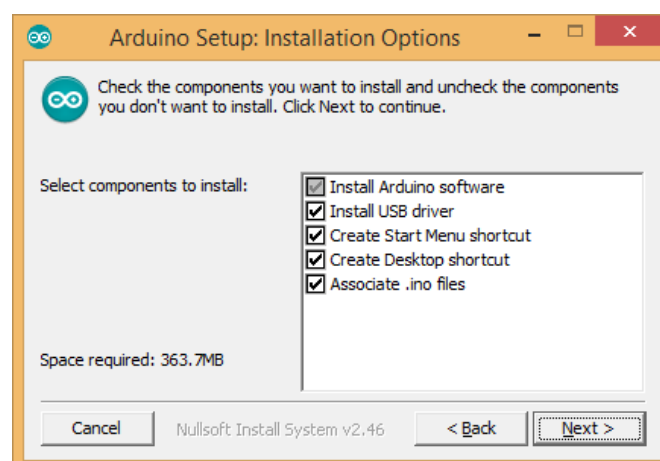 Arduino Setup: Installation Options
Check the components you want to install and uncheck the components
you don't want to install. Click Next to continue.
Select components to install:
Install Arduino software
Install USB driver
Create Start Menu shortcut
Create Desktop shortcut
Associate .ino files
Space required: 363.7MB
Cancel
Nullsoft Install System v2.46
< Back
Next >